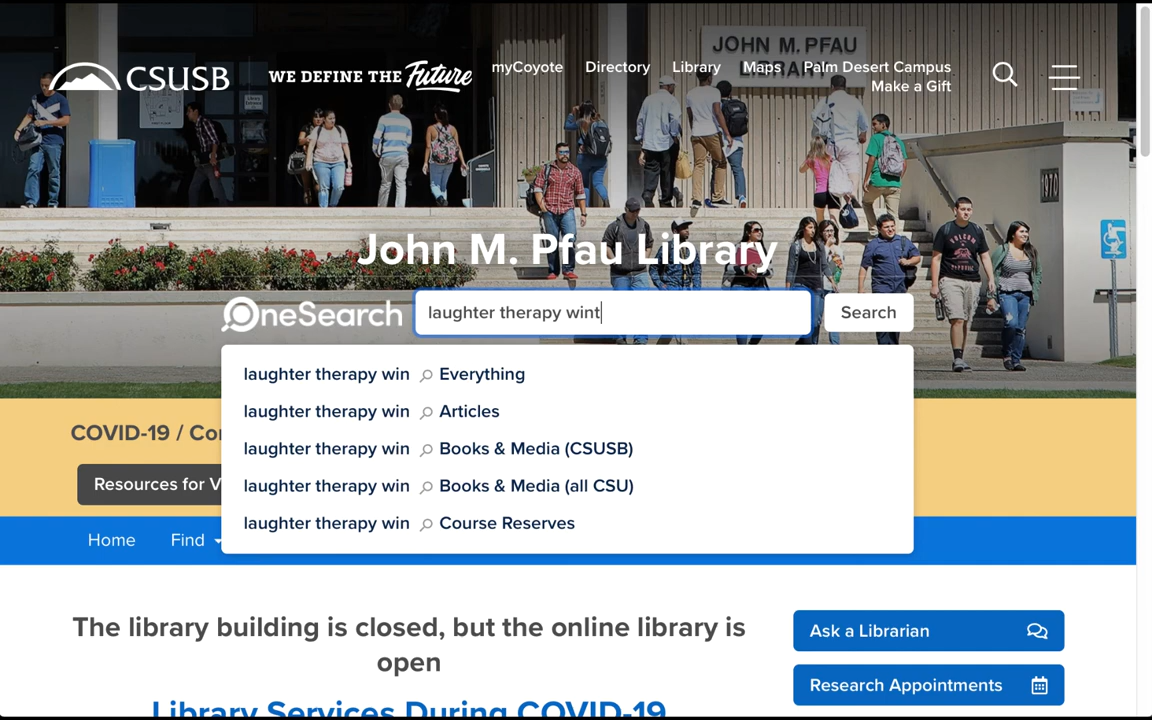 JOHN M. PFAU
LIBRARY
CSUSB
WE DEFINE THE Future
myCoyote
Directory
Library
Maps
Palm Desert Campus
Make a Gift
1970
John M. Pfau Library
OneSearch
laughter therapy wint
Search
laughter therapy win Everything
laughter therapy win Articles
laughter therapy win Books & Media (CSUSB)
laughter therapy win Books & Media (all CSU)
laughter therapy win Course Reserves
COVID-19 / Cor
Resources for V
Home
Find
The library building is closed, but the online library is
open
Library Services During COVID-19
Ask a Librarian
Research Appointments